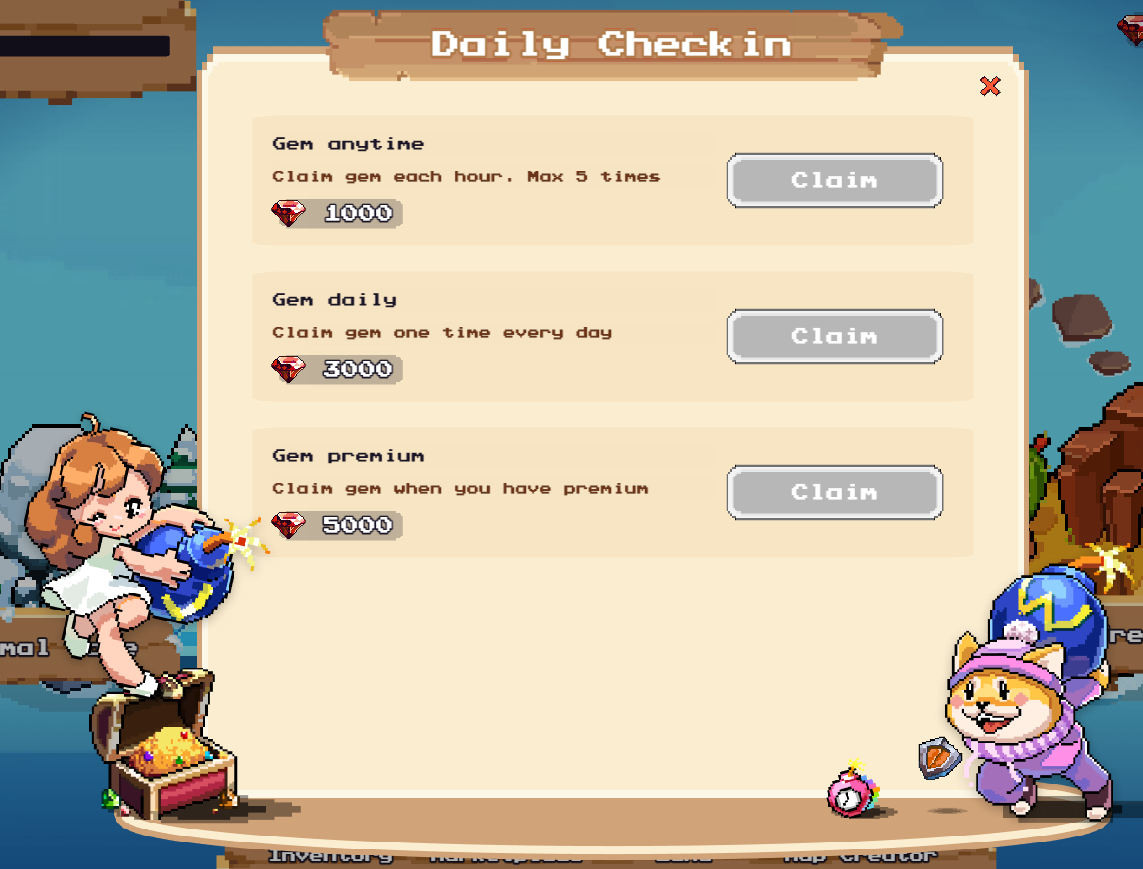 Daily Checkin
Gem anytime
Claim gem each hour. Max 5 times
1000
Claim
Gem daily
Claim gem one time every day
3000
Claim
Gem premium
Claim gem when you have premium
5000
Claim
Inventory
Map Creator